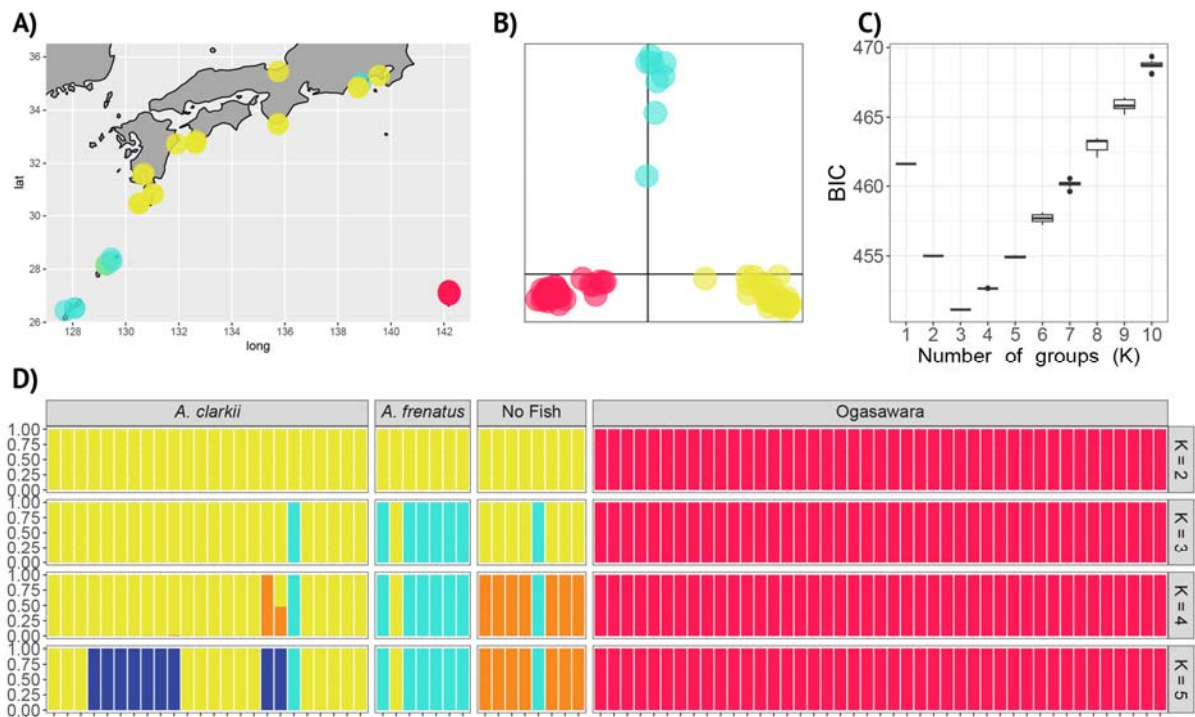 A)
36
34
32
30
28
26
lat
128
130
132
134
136
138
140
142
long
B)
C)
470
465
460
455
BIC
1 2 3 4 5 6 7 8 9 10
Number of groups (K)
D)
A. clarkii
A. frenatus
No Fish
Ogasawara
1.00
0.75
0.50
0.25
0.00
K = 2
1.00
0.75
0.50
0.25
0.00
K = 3
1.00
0.75
0.50
0.25
0.00
K = 4
1.00
0.75
0.50
0.25
0.00
K = 5